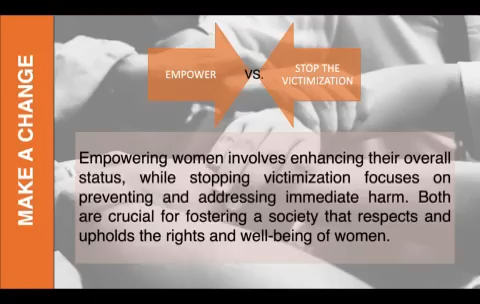 MAKE A CHANGE
EMPOWER
VS.
STOP THE
VICTIMIZATION
Empowering women involves enhancing their overall
status, while stopping victimization focuses on
preventing and addressing immediate harm. Both
are crucial for fostering a society that respects and
upholds the rights and well-being of women.